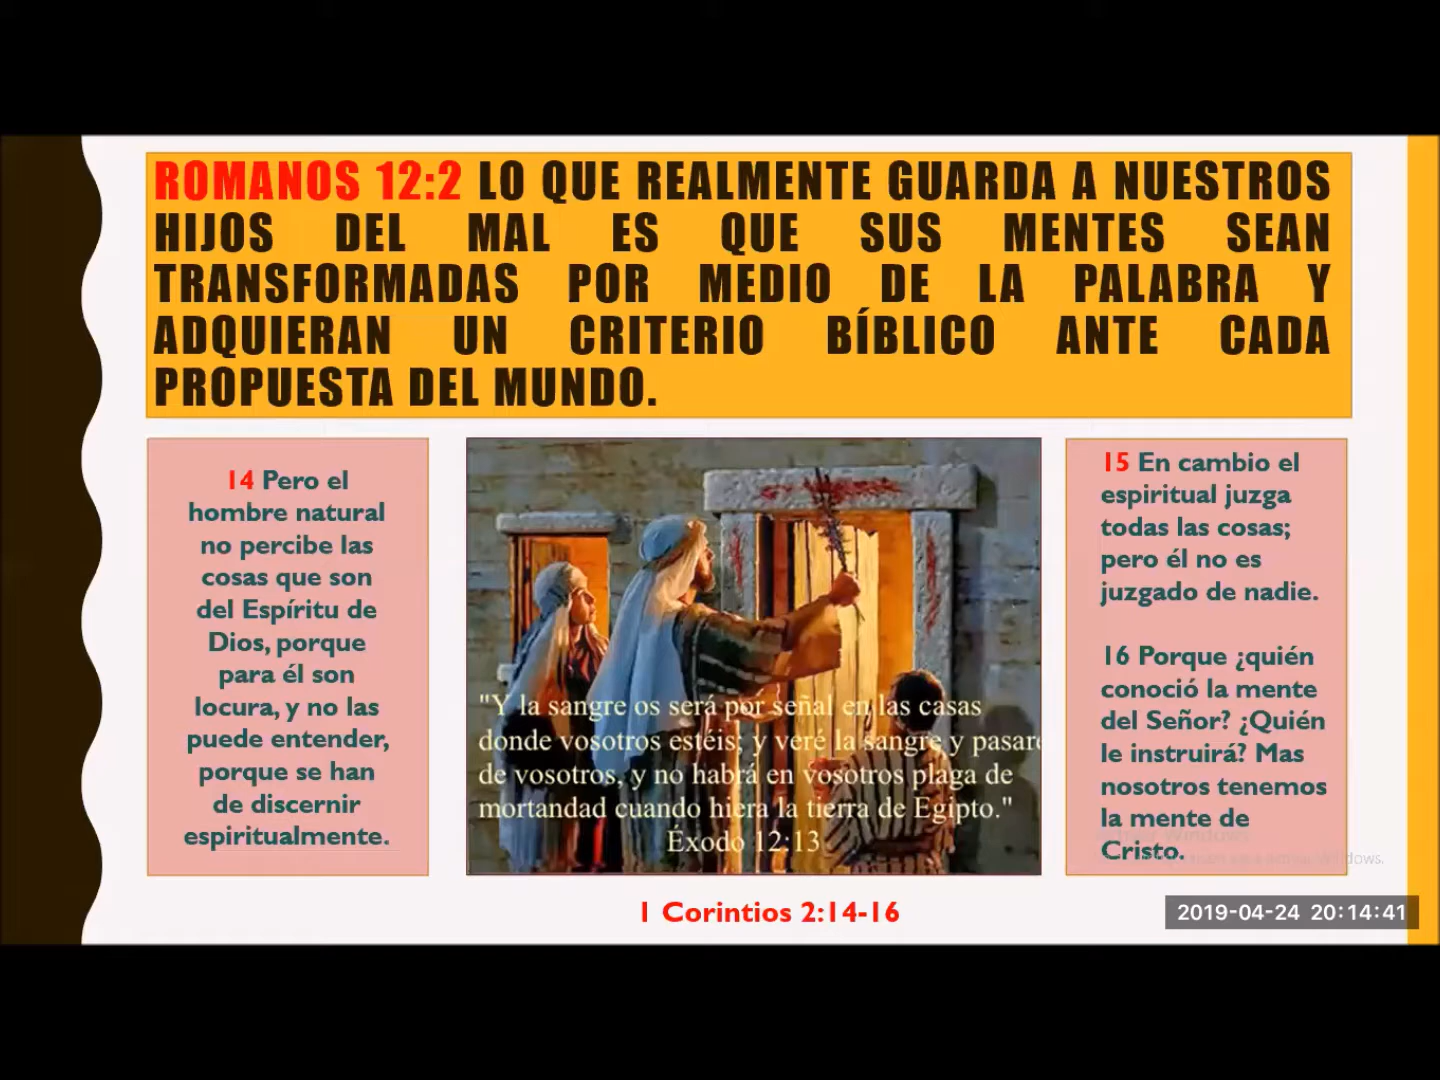 ROMANOS 12:2 LO QUE REALMENTE GUARDA A NUESTROS
HIJOS DEL MAL ES QUE SUS MENTES SEAN
TRANSFORMADAS POR MEDIO DE LA PALABRA Y
ADQUIERAN UN CRITERIO BÍBLICO ANTE CADA
PROPUESTA DEL MUNDO.
14 Pero el
hombre natural
no percibe las
cosas que son
del Espíritu de
Dios, porque
para él son
locura, y no las
puede entender,
porque se han
de discernir
espiritualmente.
"Y la sangre os será por señal en las casas
donde vosotros estéis; y veré la sangre y pasaré
de vosotros, y no habrá en vosotros plaga de
mortandad cuando hiera la tierra de Egipto."
Éxodo 12:13
15 En cambio el
espiritual juzga
todas las cosas;
pero él no es
juzgado de nadie.
16 Porque ¿quién
conoció la mente
del Señor? ¿Quién
le instruirá? Mas
nosotros tenemos
la mente de
Cristo.
1 Corintios 2:14-16
2019-04-24 20:14:41